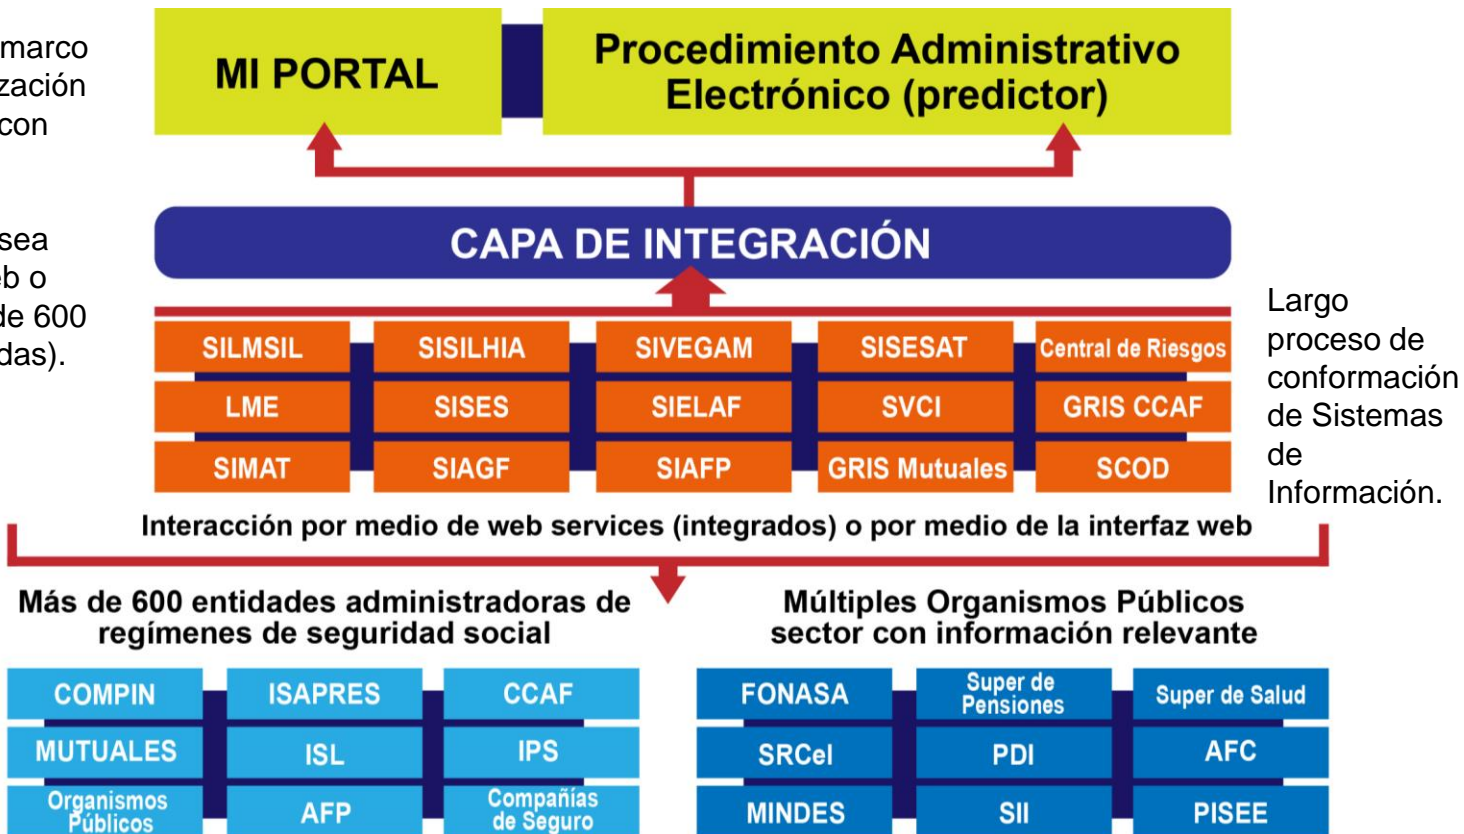 marco
ización
con
sea
eb o
de 600
das).
MI PORTAL
Procedimiento Administrativo
Electrónico (predictor)
CAPA DE INTEGRACIÓN
SILMSIL
SISILHIA
SIVEGAM
SISESAT
Central de Riesgos
LME
SISES
SIELAF
SVCI
GRIS CCAF
SIMAT
SIAGF
SIAFP
GRIS Mutuales
SCOD
Largo
proceso de
conformación
de Sistemas
de
Información.
Interacción por medio de web services (integrados) o por medio de la interfaz web
Más de 600 entidades administradoras de
regímenes de seguridad social
COMPIN
ISAPRES
CCAF
MUTUALES
ISL
IPS
Organismos
Públicos
AFP
Compañías
de Seguro
Múltiples Organismos Públicos
sector con información relevante
FONASA
Super de
Pensiones
Super de Salud
SRCeI
PDI
AFC
MINDES
SII
PISEE